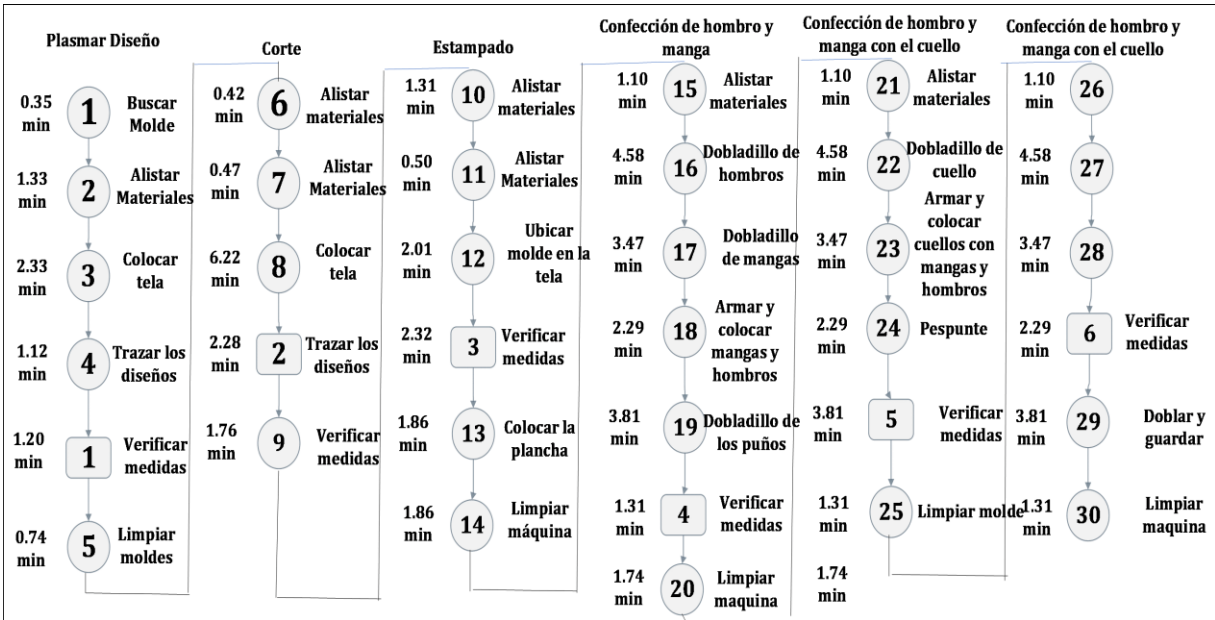 Plasmar Diseño
0.35
min
1
Buscar
Molde
1.33
min
2
Alistar
Materiales
2.33
min
3
Colocar
tela
1.12
min
4
Trazar los
diseños
1.20
min
1
Verificar
medidas
0.74
min
5
Limpiar
moldes
Corte
0.42
min
6
Alistar
materiales
0.47
min
7
Alistar
Materiales
6.22
min
8
Colocar
tela
2.28
min
2
Trazar los
diseños
1.76
min
9
Verificar
medidas
Estampado
1.31
min
10
Alistar
materiales
0.50
min
11
Alistar
Materiales
2.01
min
12
Ubicar
molde en la
tela
2.32
min
3
Verificar
medidas
1.86
min
13
Colocar la
plancha
1.86
min
14
Limpiar
máquina
Confección de hombro y
manga
1.10
min
15
Alistar
materiales
4.58
min
16
Dobladillo de
hombros
3.47
min
17
Dobladillo
de mangas
2.29
min
18
Armar y
colocar
mangas y
hombros
3.81
min
19
Dobladillo de
los puños
1.31
min
4
Verificar
medidas
1.74
min
20
Limpiar
maquina
Confección de hombro y
manga con el cuello
1.10
min
21
Alistar
materiales
4.58
min
22
Dobladillo de
cuello
3.47
min
23
Armar y
colocar
cuellos con
mangas y
hombros
2.29
min
24
Pespunte
3.81
min
5
Verificar
medidas
1.31
min
25
Limpiar molde
1.74
min
Confección de hombro y
manga con el cuello
1.10
min
26
4.58
min
27
3.47
min
28
2.29
min
6
Verificar
medidas
3.81
min
29
Doblar y
guardar
1.31
min
30
Limpiar
maquina